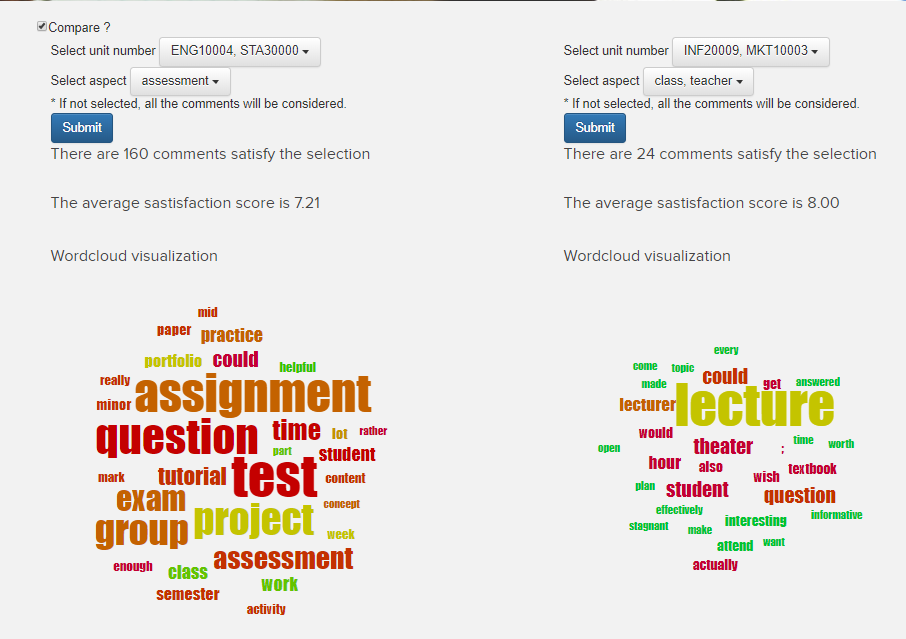 Compare ?
Select unit number ENG10004, STA30000
Select aspect assessment
* If not selected, all the comments will be considered.
Submit
There are 160 comments satisfy the selection
The average sastisfaction score is 7.21
Wordcloud visualization
mid
paper practice
portfolio could helpful
really assignment
minor
question time lot rather
part student
mark tutorial test content
exam concept
group project week
assessment
enough class work
semester
activity
Select unit number INF20009, MKT10003
Select aspect class, teacher
* If not selected, all the comments will be considered.
Submit
There are 24 comments satisfy the selection
The average sastisfaction score is 8.00
Wordcloud visualization
every
come topic
made could get answered
lecturer lecture
would
open theater ; time worth
hour also wish textbook
plan student question
effectively informative
stagnant make interesting
attend want
actually